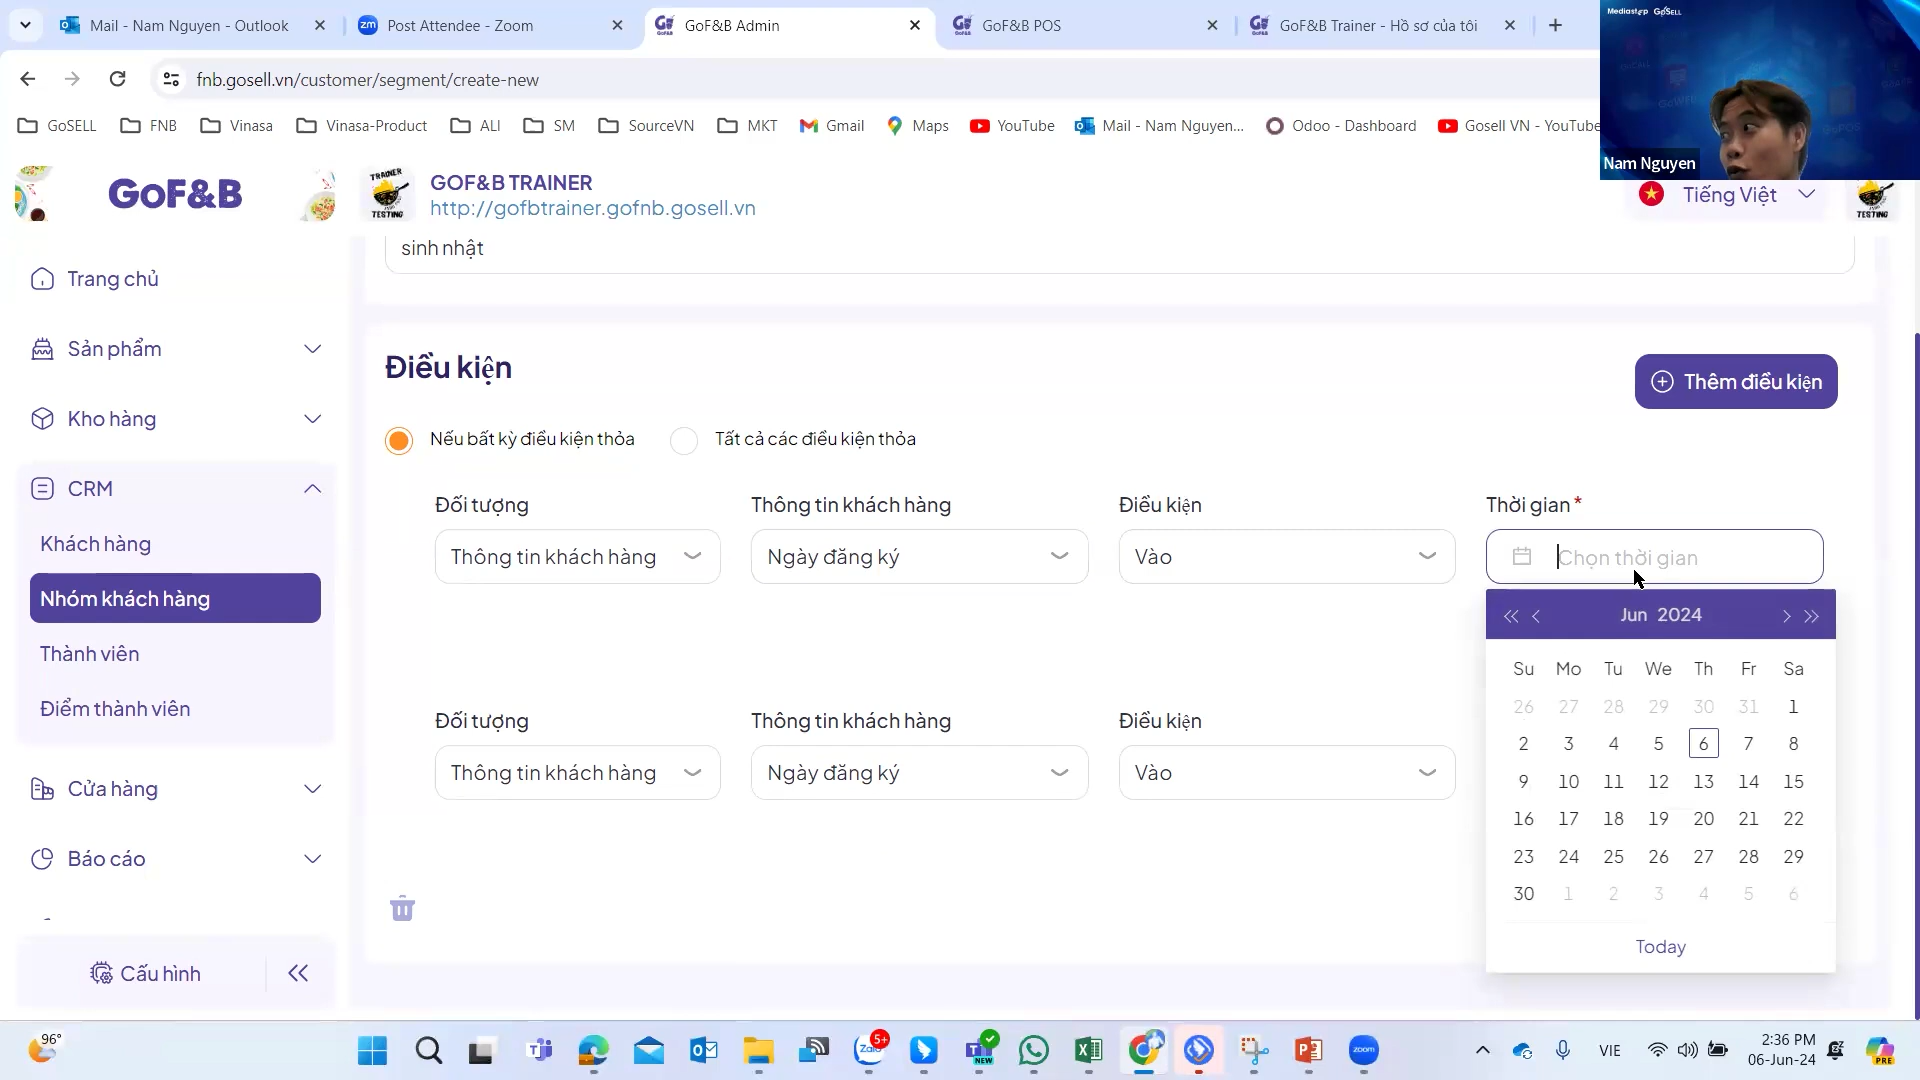 Mail - Nam Nguyen - Outlook
Post Attendee - Zoom
GoF&B Admin
GoF&B POS
GoF&B Trainer - Hồ sơ của tôi
Mediastep GoSELL
fnb.gosell.vn/customer/segment/create-new
GoSELL
FNB
Vinasa
Vinasa-Product
ALI
SM
SourceVN
MKT
Gmail
Maps
YouTube
Mail - Nam Nguyen...
Odoo - Dashboard
Gosell VN - YouTube
Nam Nguyen
GoF&B
TRAINER
TESTING
GOF&B TRAINER
http://gofbtrainer.gofnb.gosell.vn
Tiếng Việt
TESTING
sinh nhật
Trang chủ
Sản phẩm
Kho hàng
CRM
Khách hàng
Nhóm khách hàng
Thành viên
Điểm thành viên
Cửa hàng
Báo cáo
Cấu hình
Điều kiện
Thêm điều kiện
Nếu bất kỳ điều kiện thỏa
Tất cả các điều kiện thỏa
Đối tượng
Thông tin khách hàng
Điều kiện
Thời gian *
Thông tin khách hàng
Ngày đăng ký
Vào
Chọn thời gian
Jun 2024
Su Mo Tu We Th Fr Sa
26 27 28 29 30 31 1
2 3 4 5 6 7 8
9 10 11 12 13 14 15
16 17 18 19 20 21 22
23 24 25 26 27 28 29
30 1 2 3 4 5 6
Today
Đối tượng
Thông tin khách hàng
Điều kiện
Thông tin khách hàng
Ngày đăng ký
Vào
96°
Zalo
5+
NEW
zoom
VIE
2:36 PM
06-Jun-24
PRE